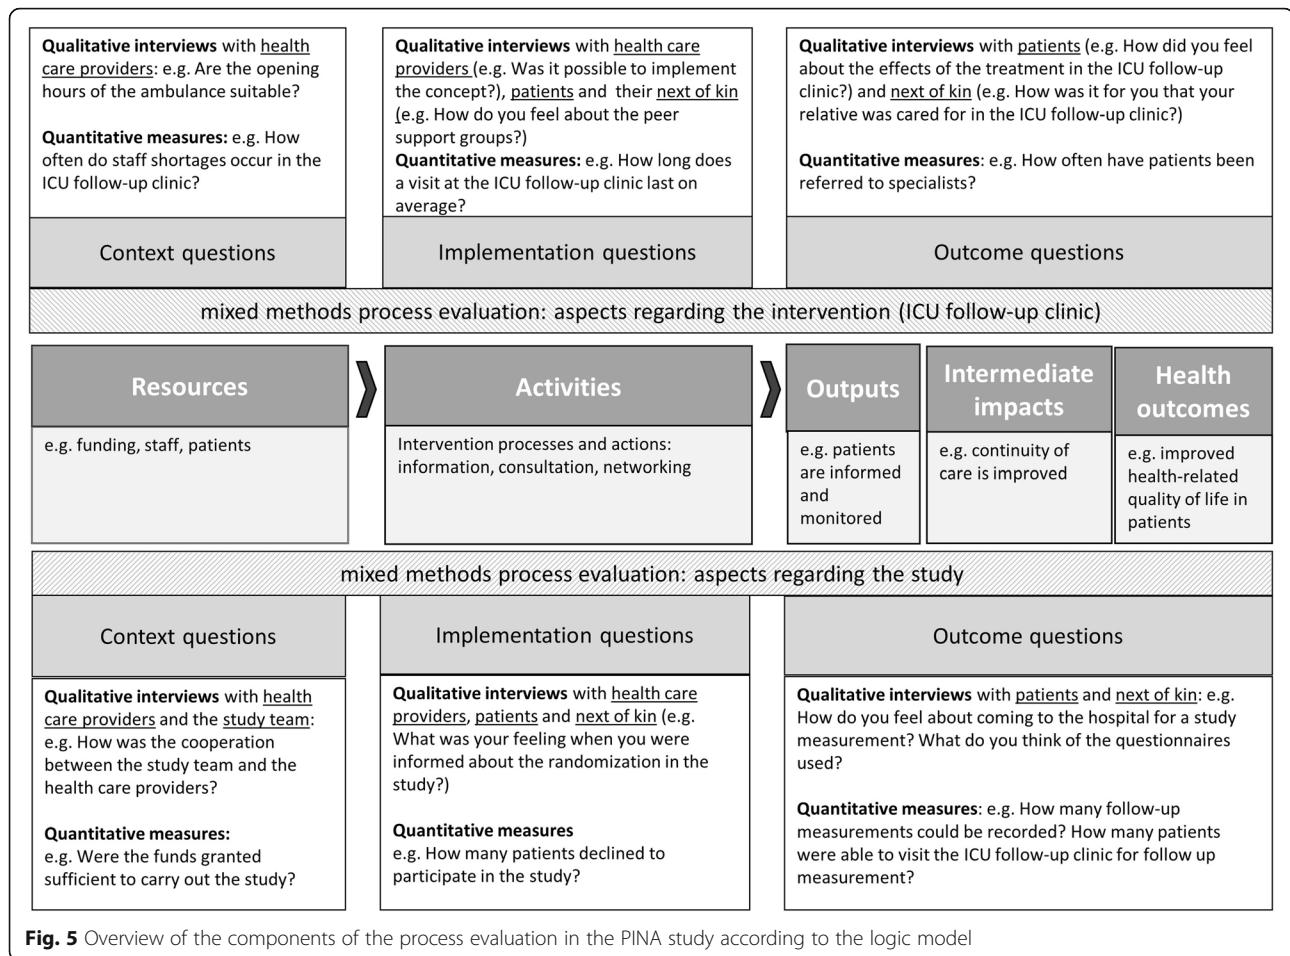 Qualitative interviews with health
care providers: e.g. Are the opening
hours of the ambulance suitable?
Quantitative measures: e.g. How
often do staff shortages occur in the
ICU follow-up clinic?
Context questions
Qualitative interviews with health care
providers (e.g. Was it possible to implement
the concept?), patients and their next of kin
(e.g. How do you feel about the peer
support groups?)
Quantitative measures: e.g. How long does
a visit at the ICU follow-up clinic last on
average?
Implementation questions
Qualitative interviews with patients (e.g. How did you feel
about the effects of the treatment in the ICU follow-up
clinic?) and next of kin (e.g. How was it for you that your
relative was cared for in the ICU follow-up clinic?)
Quantitative measures: e.g. How often have patients been
referred to specialists?
Outcome questions
mixed methods process evaluation: aspects regarding the intervention (ICU follow-up clinic)
Resources
e.g. funding, staff, patients
Activities
Intervention processes and actions:
information, consultation, networking
Outputs
e.g. patients
are informed
and
monitored
Intermediate
impacts
e.g. continuity of
care is improved
Health
outcomes
e.g. improved
health-related
quality of life in
patients
mixed methods process evaluation: aspects regarding the study
Context questions
Qualitative interviews with health
care providers and the study team:
e.g. How was the cooperation
between the study team and the
health care providers?
Quantitative measures:
e.g. Were the funds granted
sufficient to carry out the study?
Implementation questions
Qualitative interviews with health care
providers, patients and next of kin (e.g.
What was your feeling when you were
informed about the randomization in the
study?)
Quantitative measures
e.g. How many patients declined to
participate in the study?
Outcome questions
Qualitative interviews with patients and next of kin: e.g.
How do you feel about coming to the hospital for a study
measurement? What do you think of the questionnaires
used?
Quantitative measures: e.g. How many follow-up
measurements could be recorded? How many patients
were able to visit the ICU follow-up clinic for follow up
measurement?
Fig. 5 Overview of the components of the process evaluation in the PINA study according to the logic model